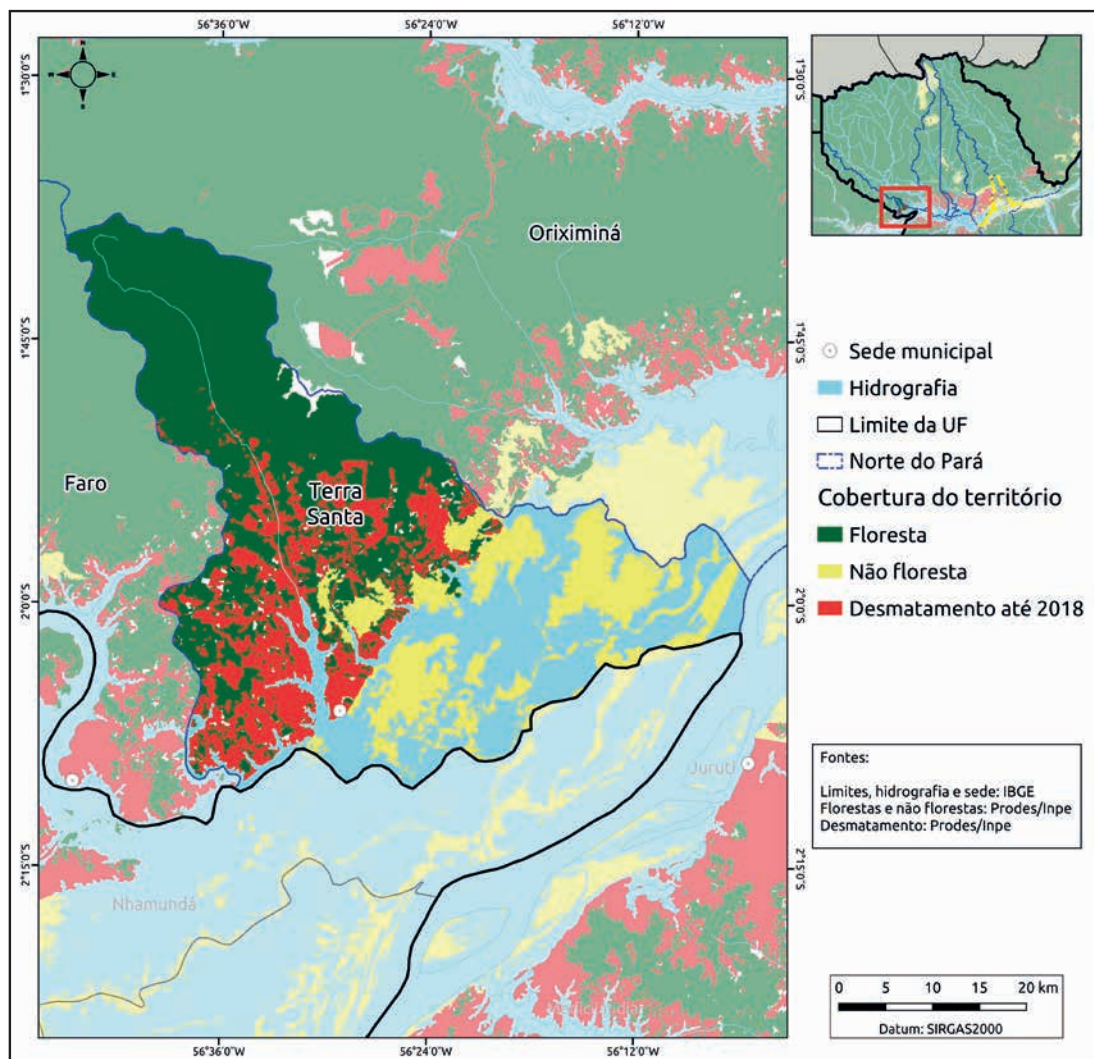 56°36'0"W
56°24'0"W
56°12'0"W
N
W
E
S
1°30'0"S
1°30'0"S
Oriximiná
1°45'0"S
1°45'0"S
Faro
Terra
Santa
2°0'0"S
2°0'0"S
Juruti
2°15'0"S
2°15'0"S
Nhamundá
56°36'0"W
56°24'0"W
56°12'0"W
Sede municipal
Hidrografia
Limite da UF
Norte do Pará
Cobertura do território
Floresta
Não floresta
Desmatamento até 2018
Fontes:
Limites, hidrografia e sede: IBGE
Florestas e não florestas: Prodes/Inpe
Desmatamento: Prodes/Inpe
0 5 10 15 20 km
Datum: SIRGAS2000